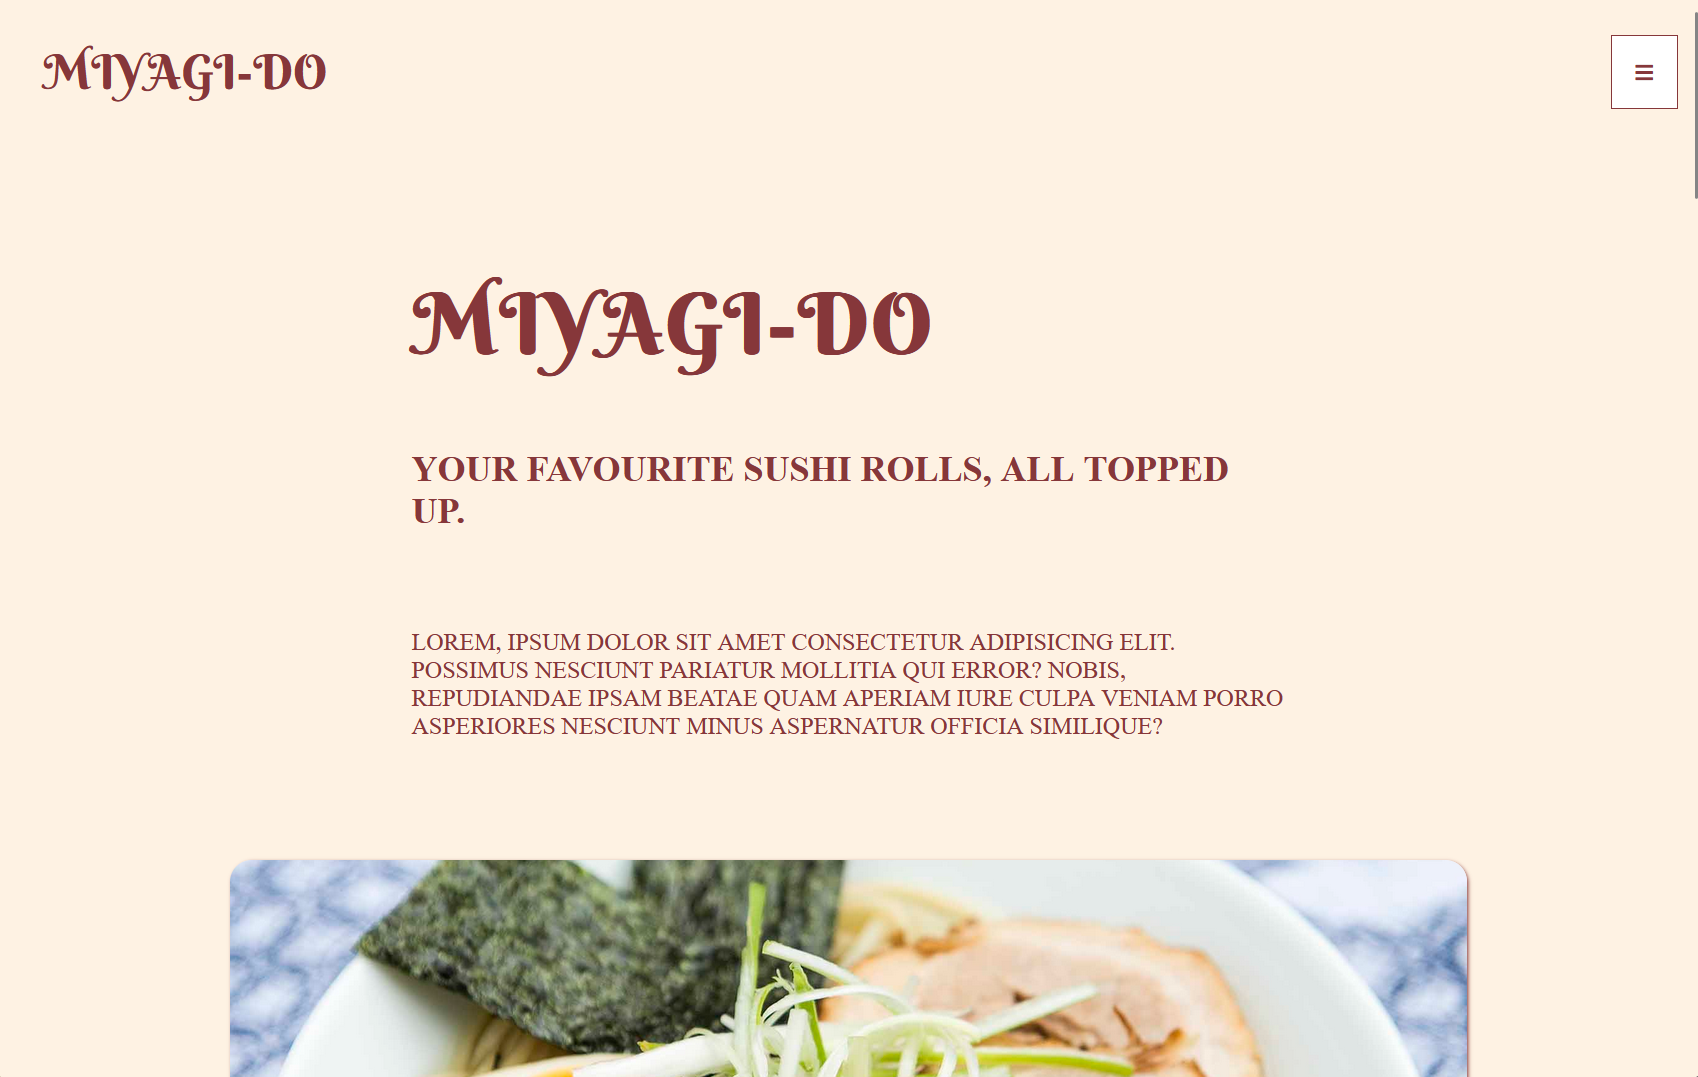 MIYAGI-DO
MIYAGI-DO
YOUR FAVOURITE SUSHI ROLLS, ALL TOPPED
UP.
LOREM, IPSUM DOLOR SIT AMET CONSECTETUR ADIPISICING ELIT.
POSSIMUS NESCIUNT PARIATUR MOLLITIA QUI ERROR? NOBIS,
REPUDIANDAE IPSAM BEATAE QUAM APERIAM IURE CULPA VENIAM PORRO
ASPERIORES NESCIUNT MINUS ASPERNATUR OFFICIA SIMILIQUE?